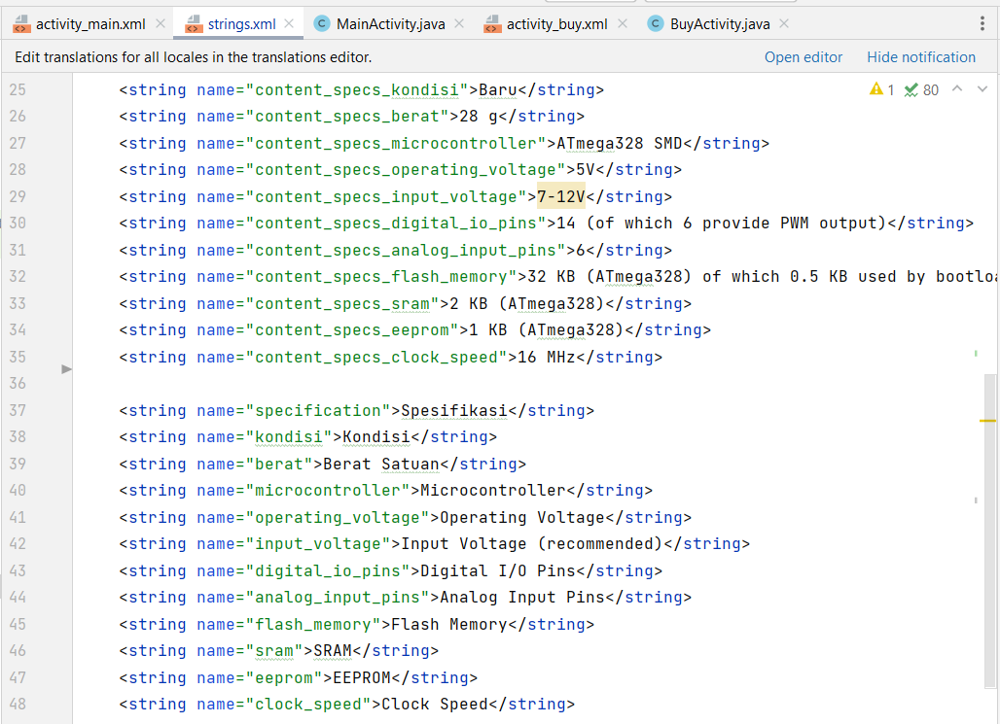 activity_main.xml strings.xml MainActivity.java activity_buy.xml BuyActivity.java
Edit translations for all locales in the translations editor. Open editor Hide notification
1 80
25 <string name="content_specs_kondisi">Baru</string>
26 <string name="content_specs_berat">28 g</string>
27 <string name="content_specs_microcontroller">ATmega328 SMD</string>
28 <string name="content_specs_operating_voltage">5V</string>
29 <string name="content_specs_input_voltage">7-12V</string>
30 <string name="content_specs_digital_io_pins">14 (of which 6 provide PWM output)</string>
31 <string name="content_specs_analog_input_pins">6</string>
32 <string name="content_specs_flash_memory">32 KB (ATmega328) of which 0.5 KB used by bootloa
33 <string name="content_specs_sram">2 KB (ATmega328)</string>
34 <string name="content_specs_eeprom">1 KB (ATmega328)</string>
35 <string name="content_specs_clock_speed">16 MHz</string>
36
37 <string name="specification">Spesifikasi</string>
38 <string name="kondisi">Kondisi</string>
39 <string name="berat">Berat Satuan</string>
40 <string name="microcontroller">Microcontroller</string>
41 <string name="operating_voltage">Operating Voltage</string>
42 <string name="input_voltage">Input Voltage (recommended)</string>
43 <string name="digital_io_pins">Digital I/O Pins</string>
44 <string name="analog_input_pins">Analog Input Pins</string>
45 <string name="flash_memory">Flash Memory</string>
46 <string name="sram">SRAM</string>
47 <string name="eeprom">EEPROM</string>
48 <string name="clock_speed">Clock Speed</string>